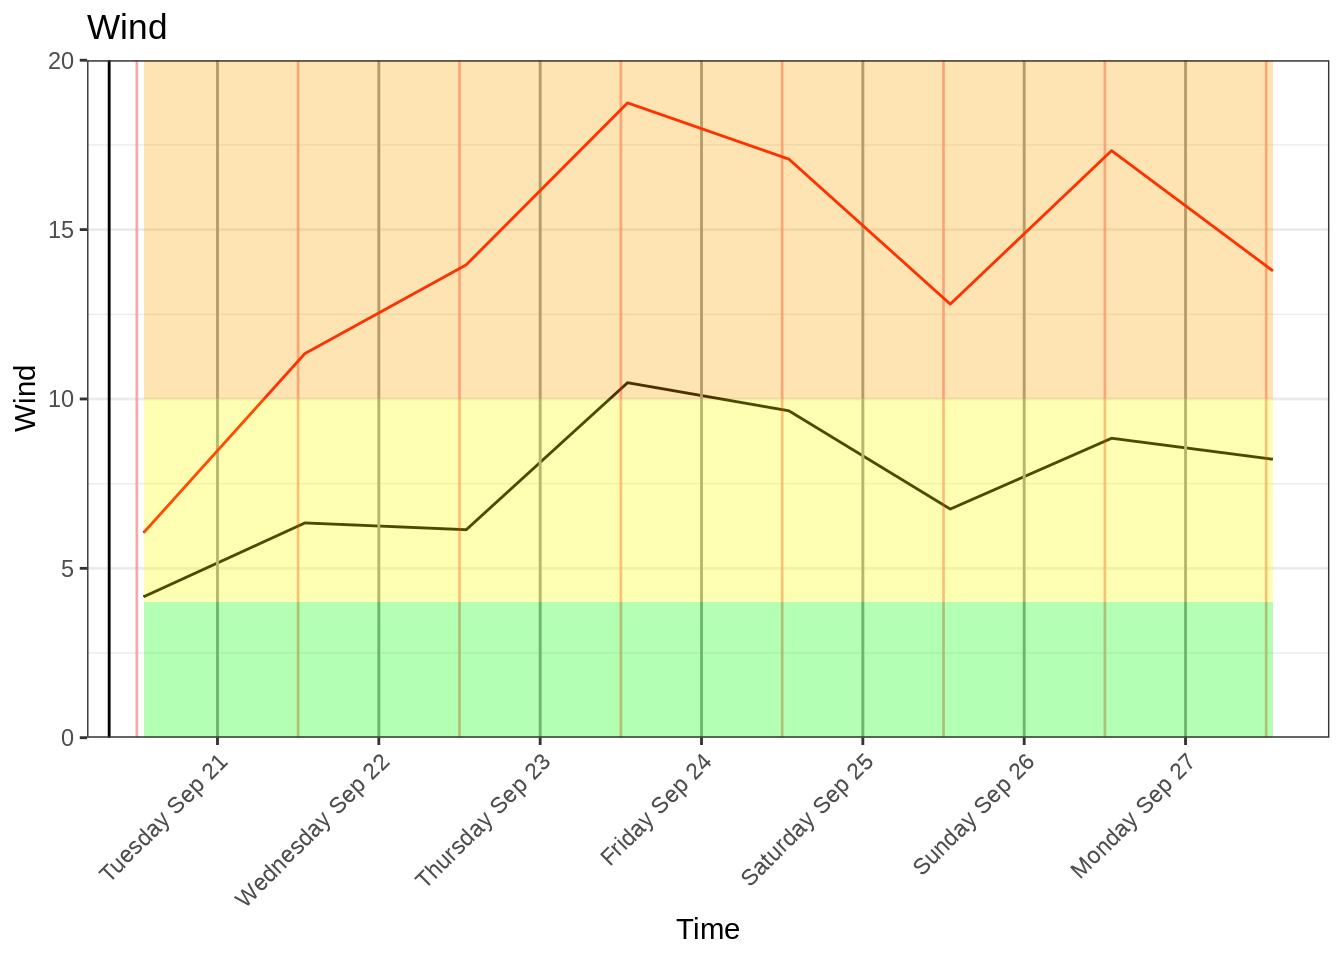 Wind
20
15
10
5
0
Wind
Tuesday Sep 21
Wednesday Sep 22
Thursday Sep 23
Friday Sep 24
Saturday Sep 25
Sunday Sep 26
Monday Sep 27
Time